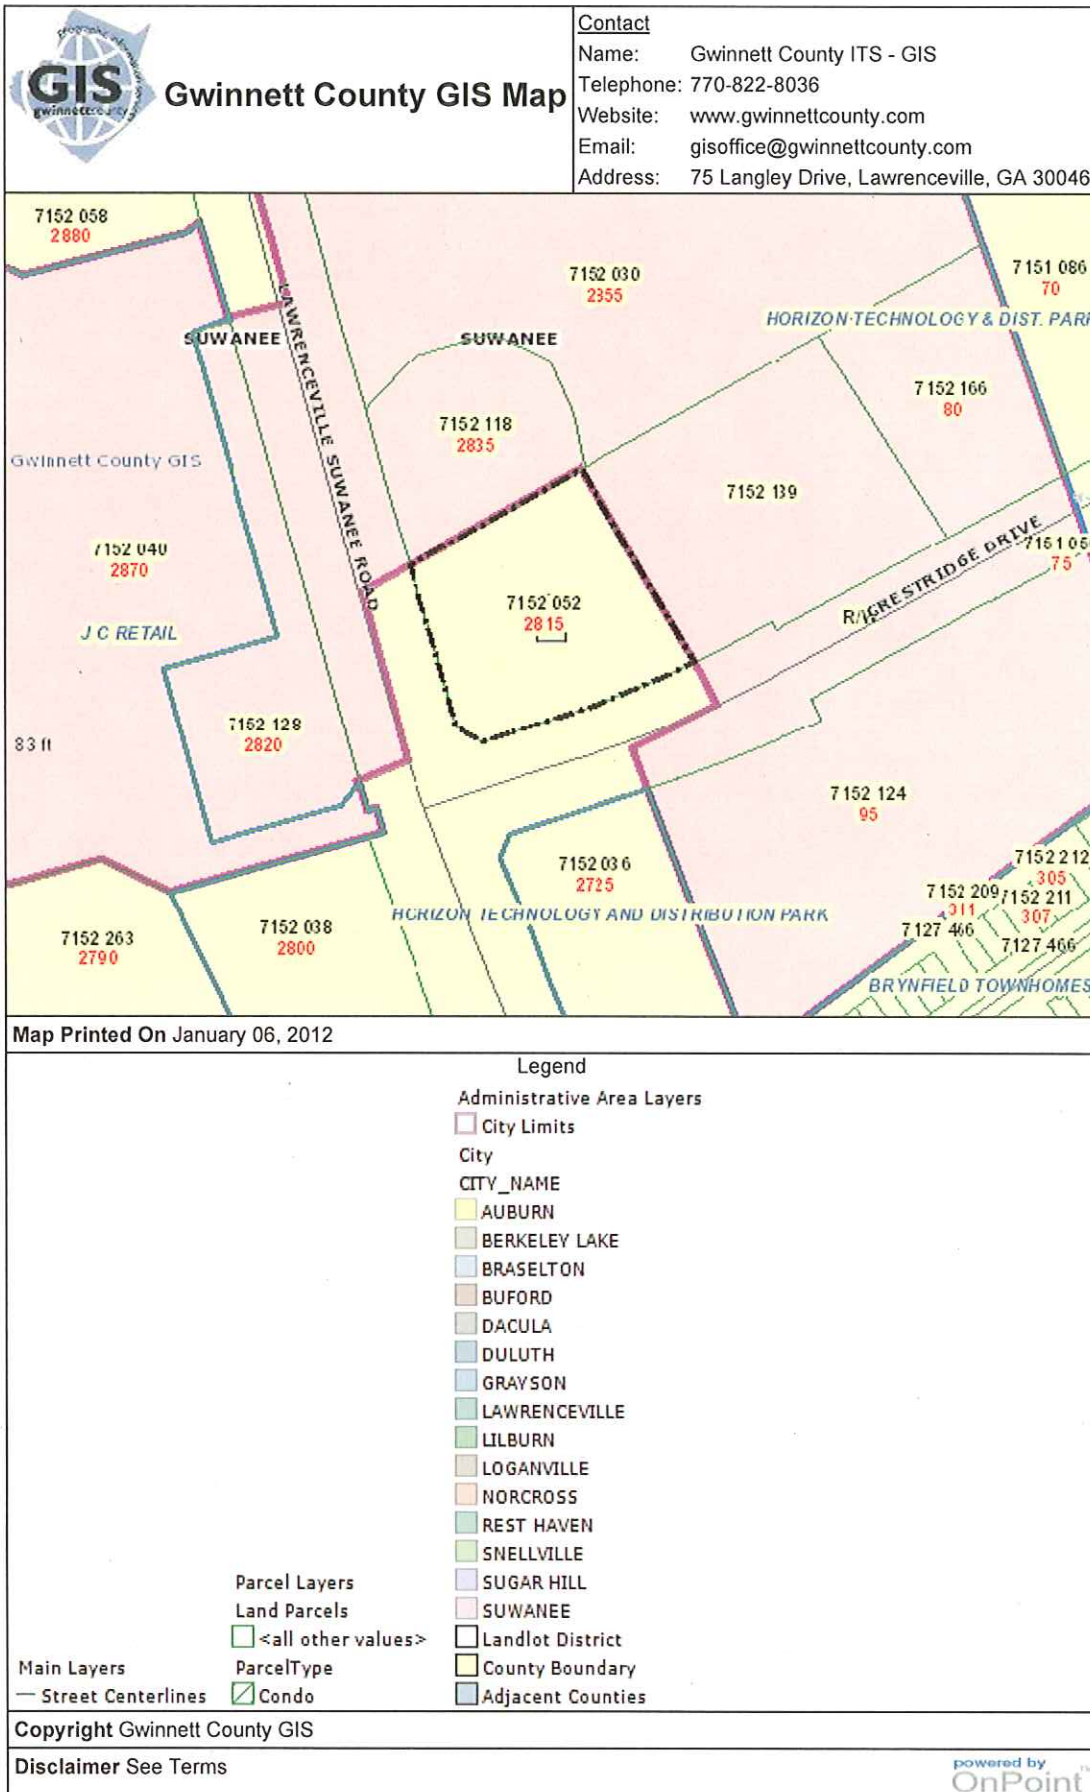 geographic information
GIS
gwinnettcounty
Gwinnett County GIS Map
Contact
Name: Gwinnett County ITS - GIS
Telephone: 770-822-8036
Website: www.gwinnettcounty.com
Email: gisoffice@gwinnettcounty.com
Address: 75 Langley Drive, Lawrenceville, GA 30046
7152 058
2880
7152 030
2355
7151 086
70
HORIZON TECHNOLOGY & DIST. PARK
SUWANEE
SUWANEE
LAWRENCEVILLE SUWANEE ROAD
7152 166
80
7152 118
2835
Gwinnett County GIS
7152 139
7152 040
2870
CRESTRIDGE DRIVE
R/W
75
7152 052
2815
J C RETAIL
7152 128
2820
83 ft
7152 124
95
7152 036
2725
7152 212
305
7152 209
311
7152 211
307
HORIZON TECHNOLOGY AND DISTRIBUTION PARK
7152 263
2790
7152 038
2800
7127 466
7127 466
BRYNFIELD TOWNHOMES
Map Printed On January 06, 2012
Legend
Administrative Area Layers
City Limits
City
CITY_NAME
AUBURN
BERKELEY LAKE
BRASELTON
BUFORD
DACULA
DULUTH
GRAYSON
LAWRENCEVILLE
LILBURN
LOGANVILLE
NORCROSS
REST HAVEN
SNELLVILLE
SUGAR HILL
SUWANEE
Landlot District
County Boundary
Adjacent Counties
Parcel Layers
Land Parcels
<all other values>
ParcelType
Condo
Main Layers
Street Centerlines
Copyright Gwinnett County GIS
Disclaimer See Terms
powered by
OnPoint